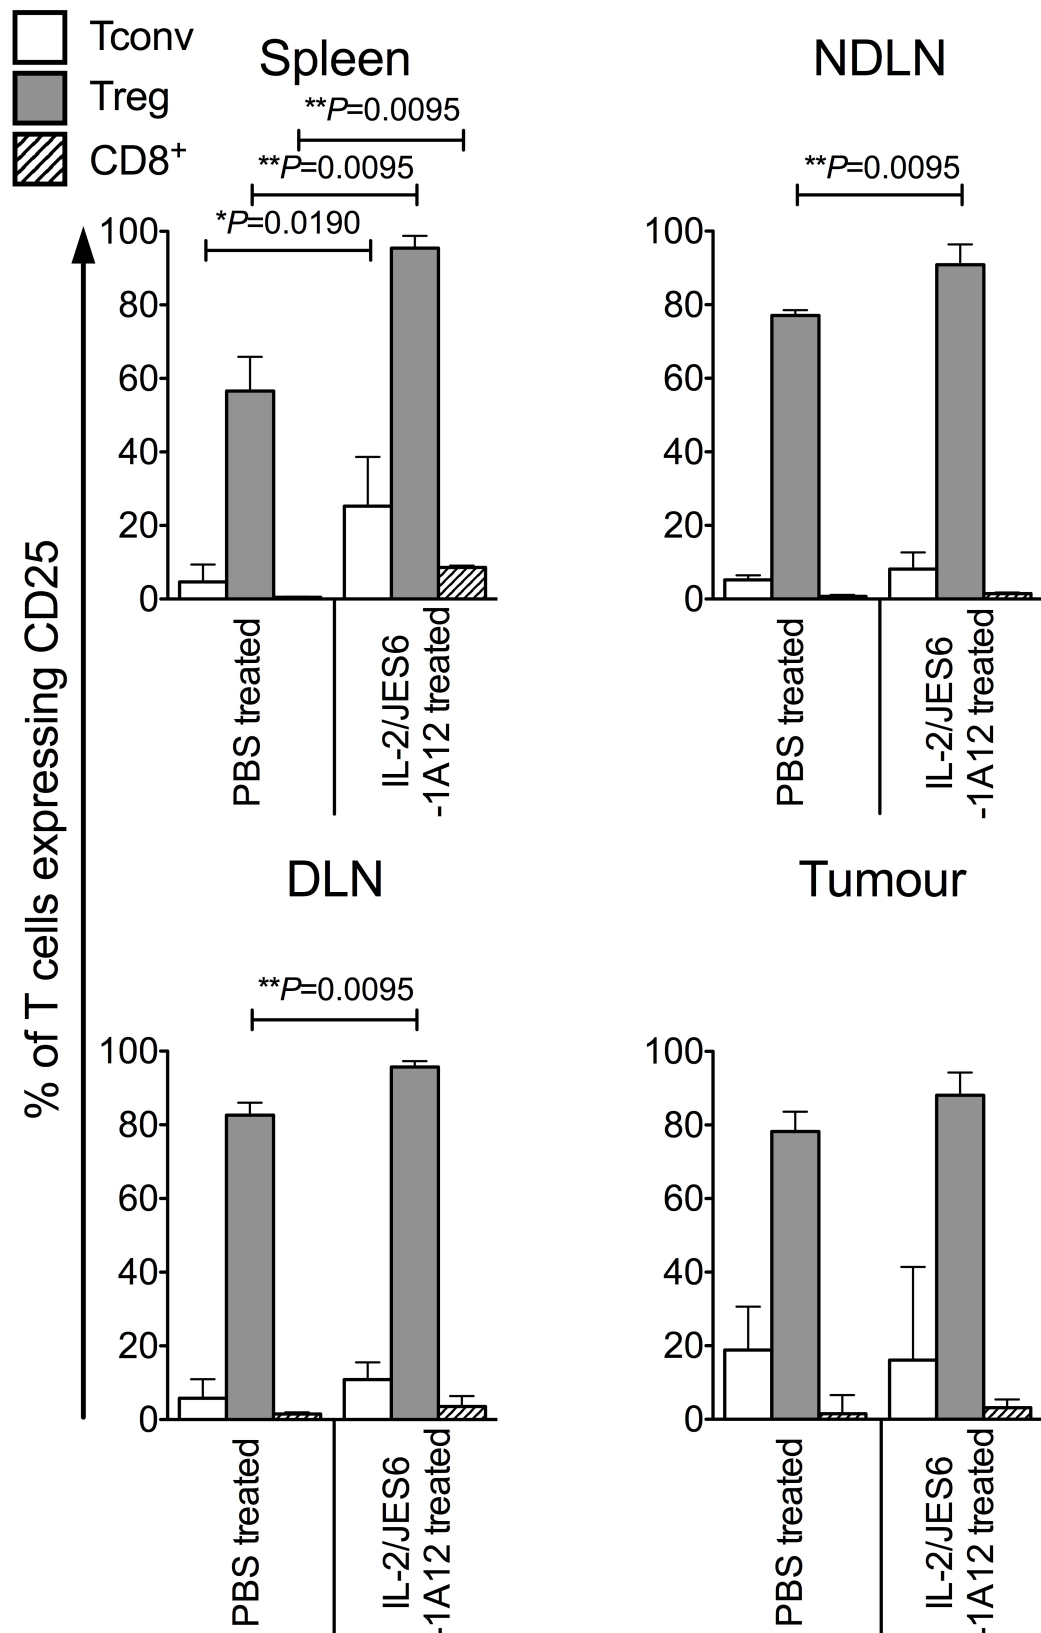 Tconv
Treg
CD8⁺
% of T cells expressing CD25
Spleen
**P=0.0095
**P=0.0095
*P=0.0190
100
80
60
40
20
0
PBS treated
IL-2/JES6
-1A12 treated
NDLN
**P=0.0095
100
80
60
40
20
0
PBS treated
IL-2/JES6
-1A12 treated
DLN
**P=0.0095
100
80
60
40
20
0
PBS treated
IL-2/JES6
-1A12 treated
Tumour
100
80
60
40
20
0
PBS treated
IL-2/JES6
-1A12 treated